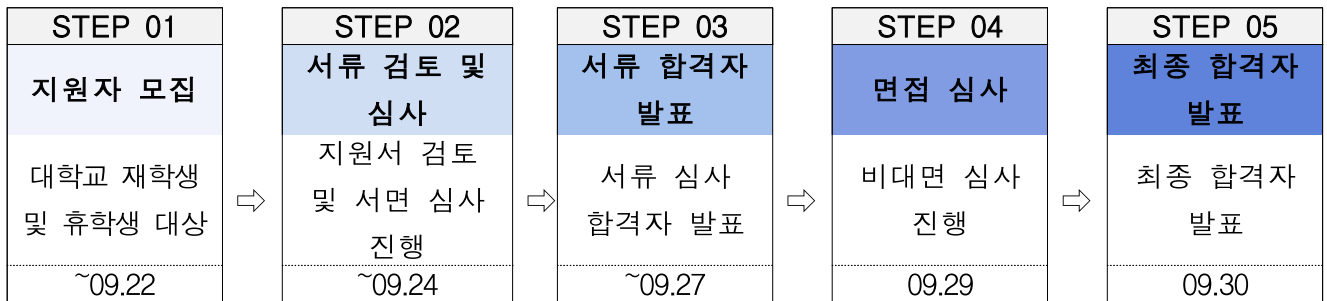 STEP 01
지원자 모집
대학교 재학생
및 휴학생 대상
~09.22
⇨
STEP 02
서류 검토 및
심사
지원서 검토
및 서면 심사
진행
~09.24
⇨
STEP 03
서류 합격자
발표
서류 심사
합격자 발표
~09.27
⇨
STEP 04
면접 심사
비대면 심사
진행
09.29
⇨
STEP 05
최종 합격자
발표
최종 합격자
발표
09.30